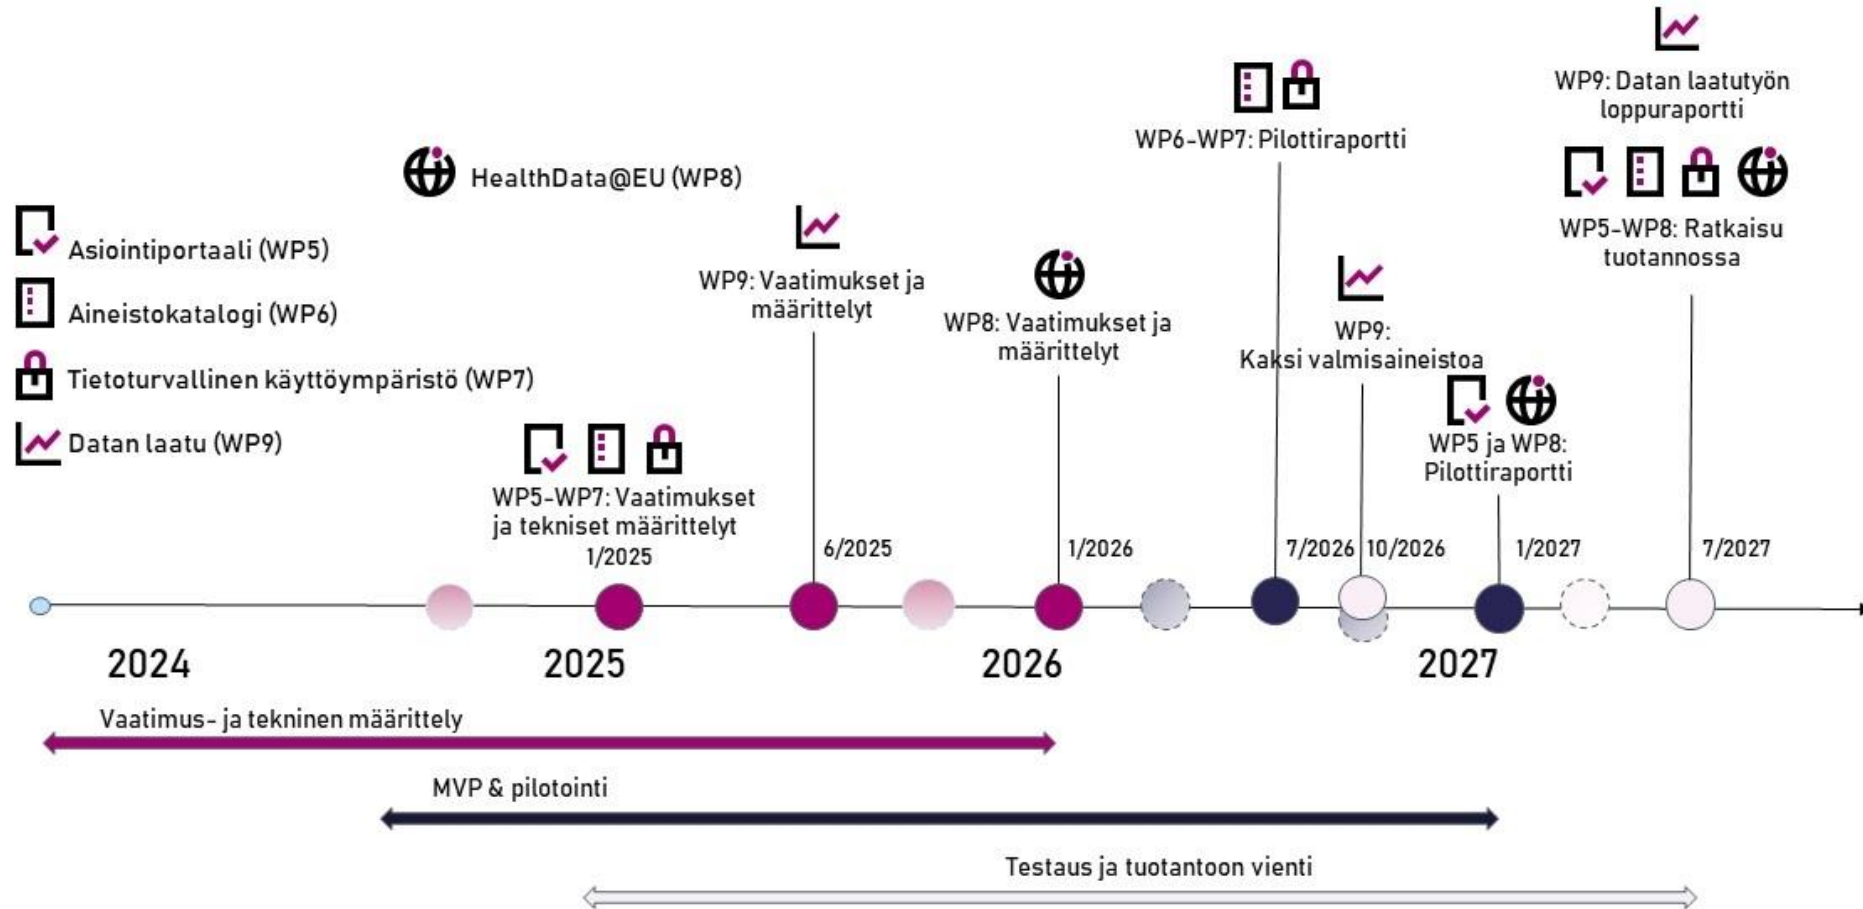 HealthData@EU (WP8)
Asiointiportaali (WP5)
Aineistokatalogi (WP6)
Tietoturvallinen käyttöympäristö (WP7)
Datan laatu (WP9)
WP5-WP7: Vaatimukset
ja tekniset määrittelyt
1/2025
WP9: Vaatimukset ja
määrittelyt
6/2025
WP8: Vaatimukset ja
määrittelyt
1/2026
WP6-WP7: Pilottiraportti
7/2026
WP9:
Kaksi valmisaineistoa
10/2026
WP5 ja WP8:
Pilottiraportti
1/2027
WP9: Datan laatutyön
loppuraportti
WP5-WP8: Ratkaisu
tuotannossa
7/2027
2024
2025
2026
2027
Vaatimus- ja tekninen määrittely
MVP & pilotointi
Testaus ja tuotantoon vienti